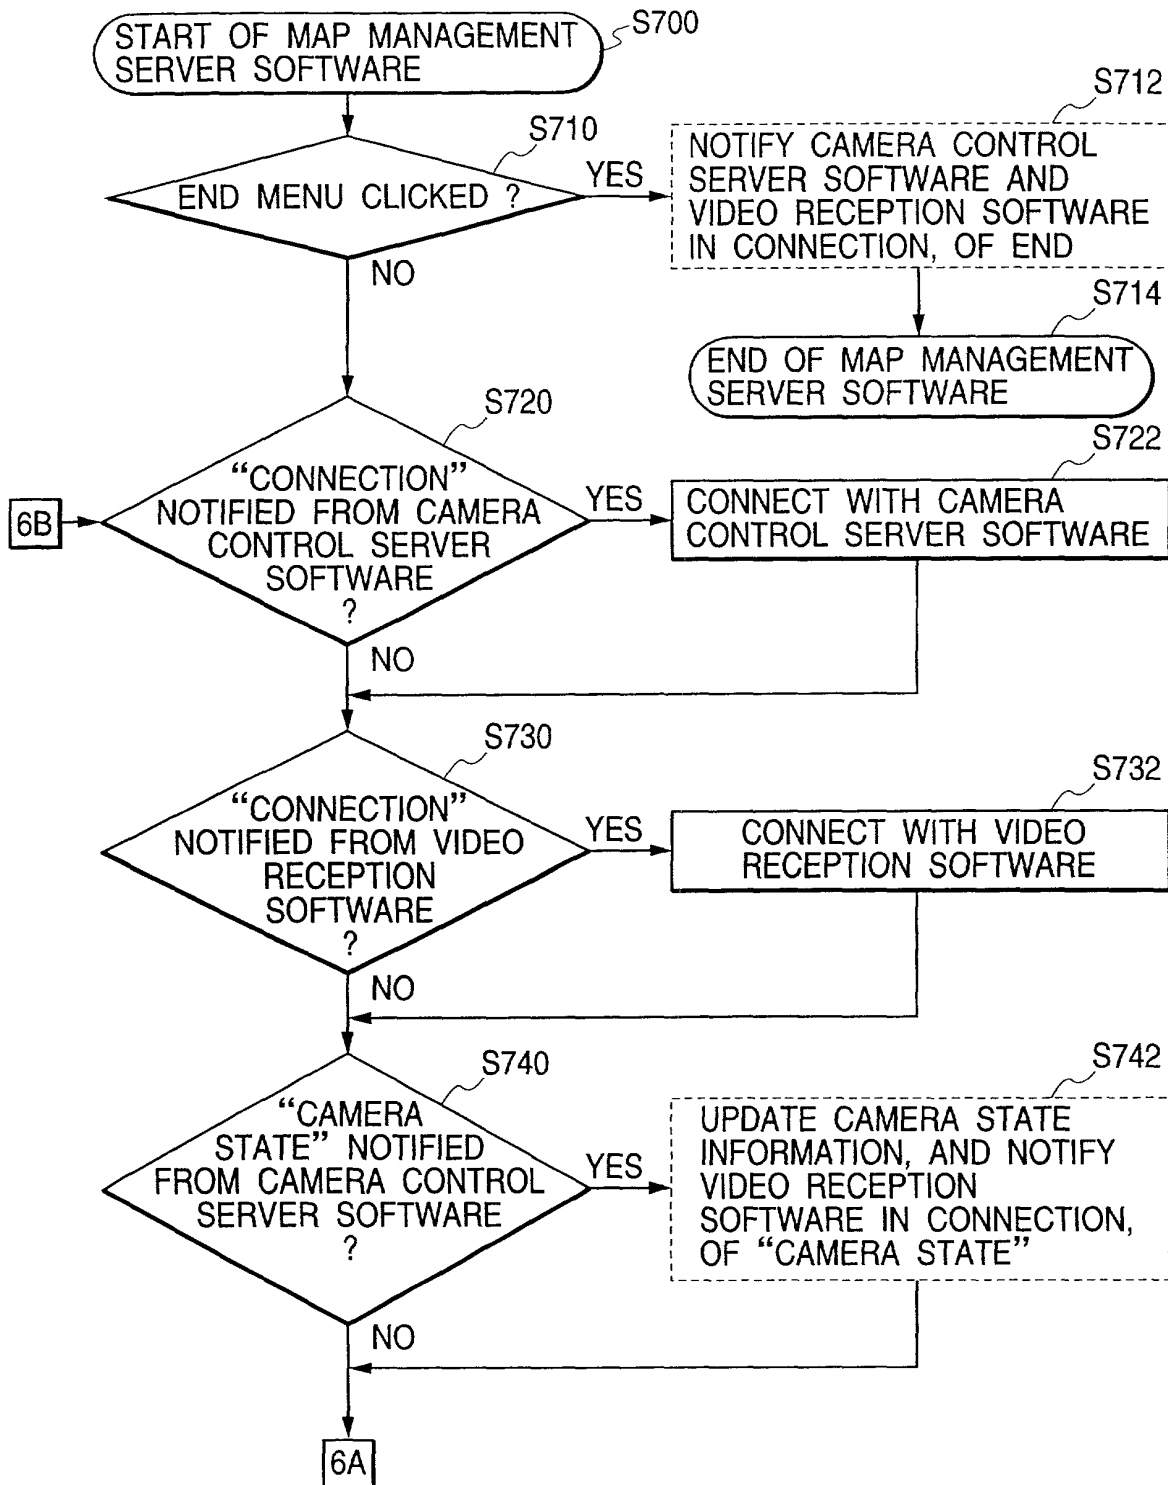 START OF MAP MANAGEMENT
SERVER SOFTWARE
S700
S710
END MENU CLICKED ?
YES
NO
S712
NOTIFY CAMERA CONTROL
SERVER SOFTWARE AND
VIDEO RECEPTION SOFTWARE
IN CONNECTION, OF END
S714
END OF MAP MANAGEMENT
SERVER SOFTWARE
S720
6B
“CONNECTION”
NOTIFIED FROM CAMERA
CONTROL SERVER
SOFTWARE
?
YES
NO
S722
CONNECT WITH CAMERA
CONTROL SERVER SOFTWARE
S730
“CONNECTION”
NOTIFIED FROM VIDEO
RECEPTION
SOFTWARE
?
YES
NO
S732
CONNECT WITH VIDEO
RECEPTION SOFTWARE
S740
“CAMERA
STATE” NOTIFIED
FROM CAMERA CONTROL
SERVER SOFTWARE
?
YES
NO
S742
UPDATE CAMERA STATE
INFORMATION, AND NOTIFY
VIDEO RECEPTION
SOFTWARE IN CONNECTION,
OF “CAMERA STATE”
6A